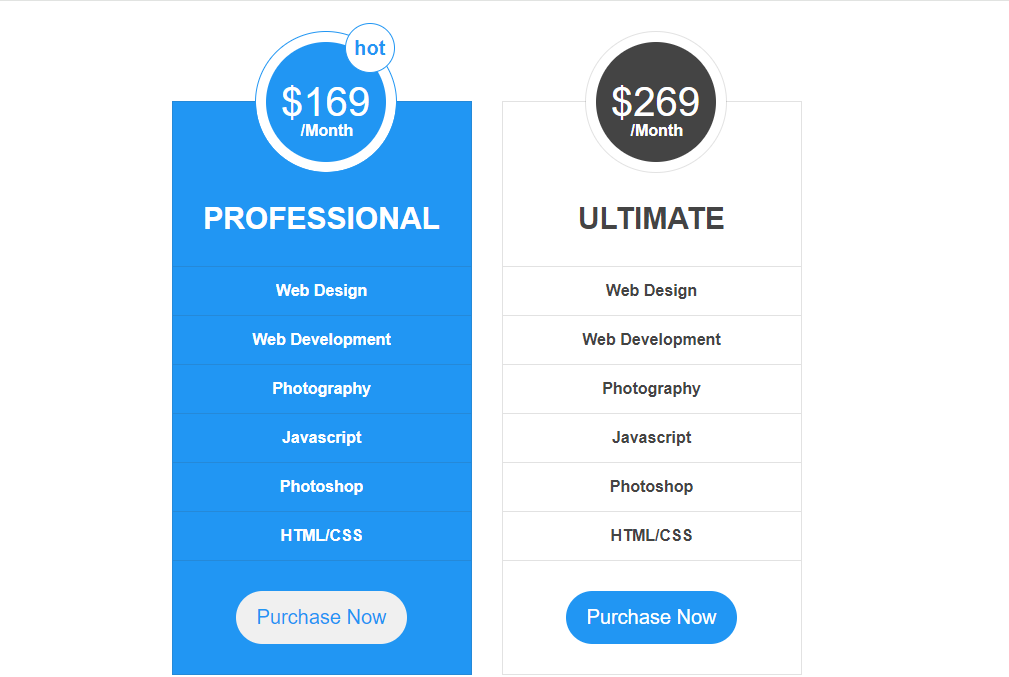 hot
$169
/Month
PROFESSIONAL
Web Design
Web Development
Photography
Javascript
Photoshop
HTML/CSS
Purchase Now
$269
/Month
ULTIMATE
Web Design
Web Development
Photography
Javascript
Photoshop
HTML/CSS
Purchase Now